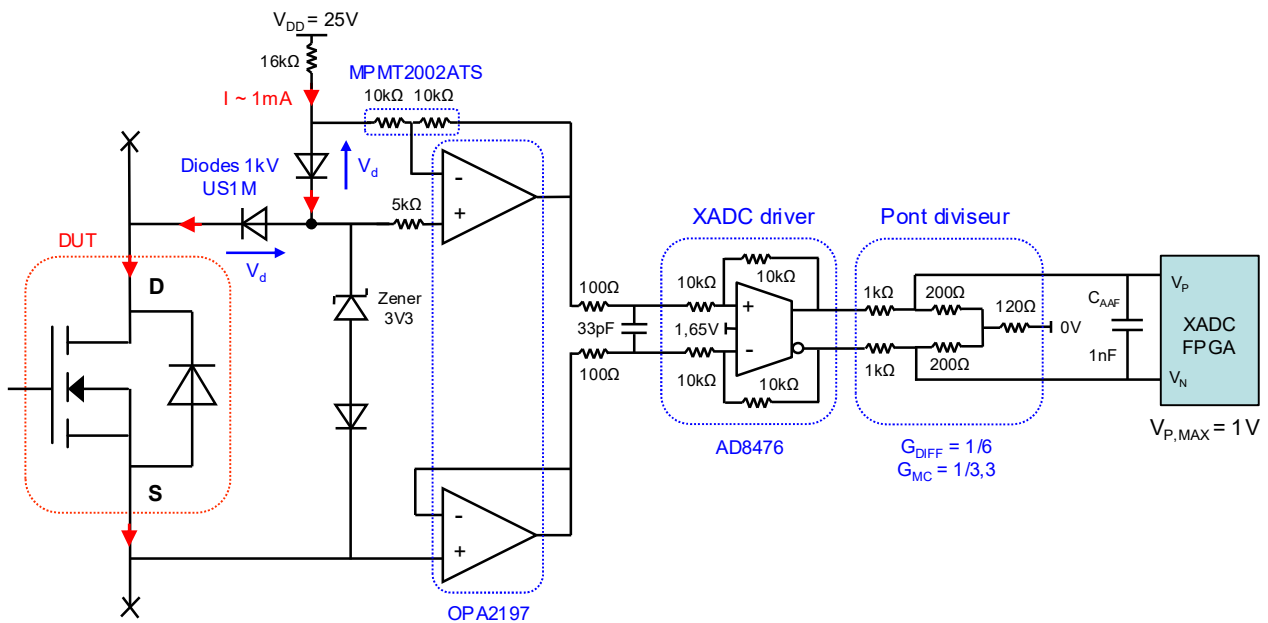 V_DD = 25V
16kΩ
MPMT2002ATS
10kΩ 10kΩ
I ~ 1mA
Diodes 1kV
US1M
V_d
V_d
5kΩ
DUT
D
S
Zener
3V3
-
+
-
+
OPA2197
100Ω
33pF
100Ω
XADC driver
10kΩ
10kΩ
1,65V
+
-
10kΩ
10kΩ
AD8476
Pont diviseur
1kΩ
200Ω
120Ω
0V
200Ω
1kΩ
G_DIFF = 1/6
G_MC = 1/3,3
C_AAF
1nF
V_P
XADC
FPGA
V_N
V_P,MAX = 1V